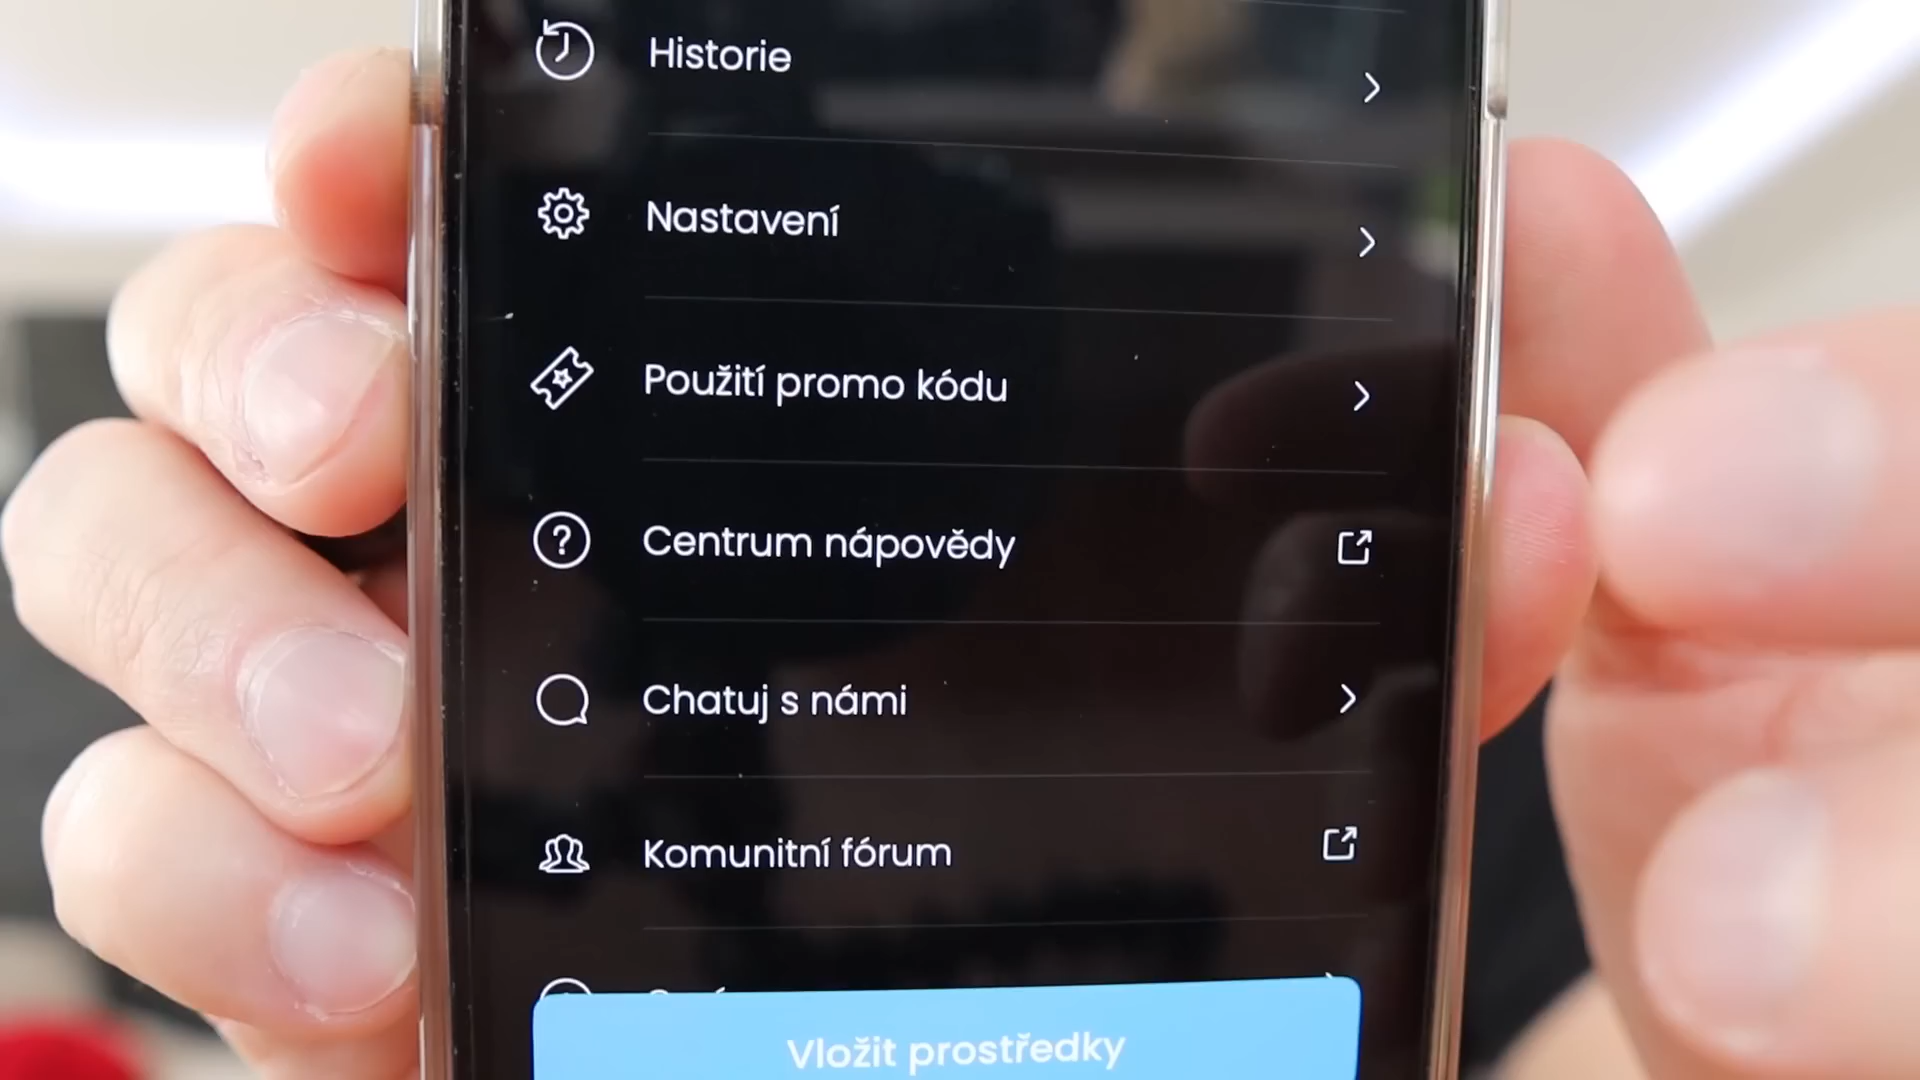 Historie
Nastavení
Použití promo kódu
Centrum nápovědy
Chatuj s námi
Komunitní fórum
Vložit prostředky